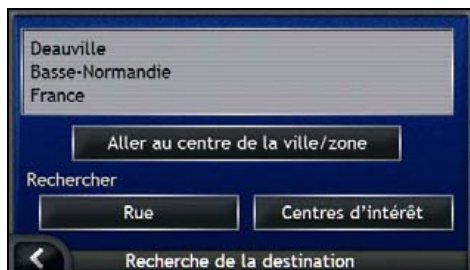 Deauville
Basse-Normandie
France
Aller au centre de la ville/zone
Rechercher
Rue
Centres d'intérêt
Recherche de la destination